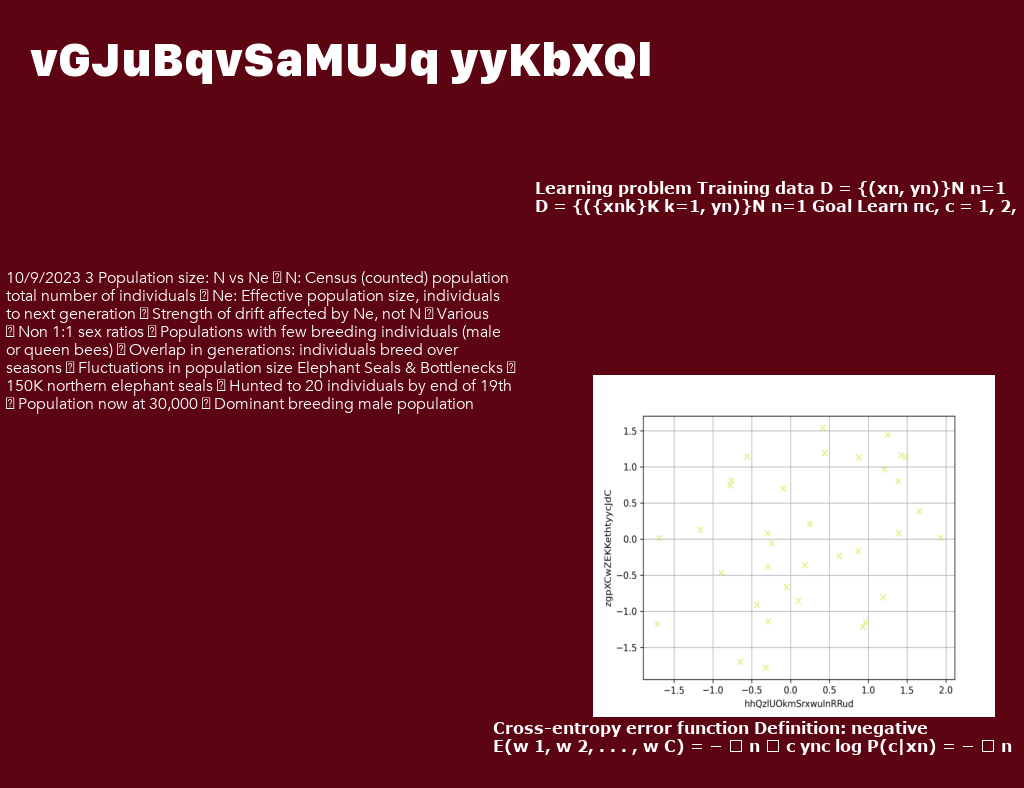 vGJuBqvSaMUJq yyKbXQl
Learning problem Training data D = {(xn, yn)}N n=1
D = {({xnk}K k=1, yn)}N n=1 Goal Learn πc, c = 1, 2,
10/9/2023 3 Population size: N vs Ne  N: Census (counted) population
total number of individuals  Ne: Effective population size, individuals
to next generation  Strength of drift affected by Ne, not N  Various
 Non 1:1 sex ratios  Populations with few breeding individuals (male
or queen bees)  Overlap in generations: individuals breed over
seasons  Fluctuations in population size Elephant Seals & Bottlenecks 
150K northern elephant seals  Hunted to 20 individuals by end of 19th
 Population now at 30,000  Dominant breeding male population
1.5
1.0
0.5
0.0
−0.5
−1.0
−1.5
zgpXCwZEKKethtyycJdC
−1.5 −1.0 −0.5 0.0 0.5 1.0 1.5 2.0
hhQzlUOkmSrxwulnRRud
Cross-entropy error function Definition: negative
E(w 1, w 2, . . . , w C) = −  n  c ync log P(c|xn) = −  n